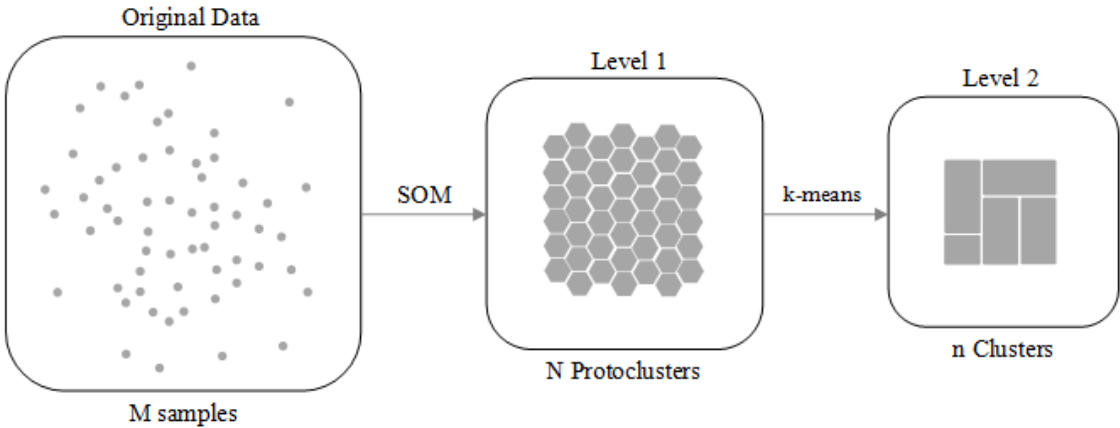 Original Data
Level 1
Level 2
SOM
k-means
N Protoclusters
n Clusters
M samples